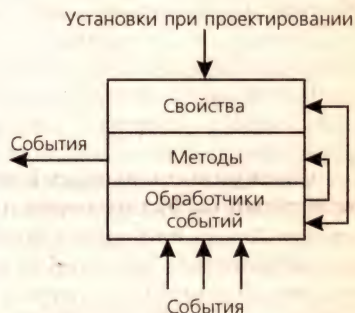 Установки при проектировании
Свойства
События
Методы
Обработчики
событий
События